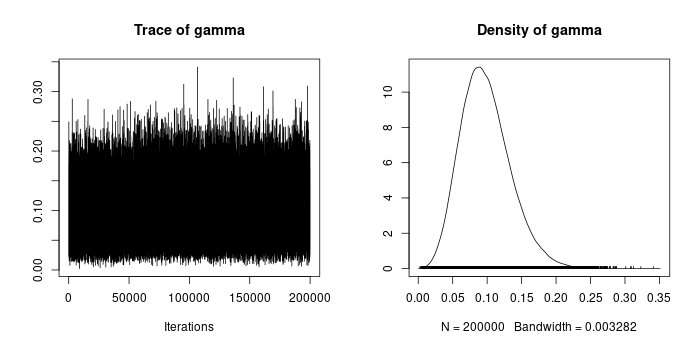 Trace of gamma
0.00 0.10 0.20 0.30
0 50000 100000 150000 200000
Iterations
Density of gamma
0 2 4 6 8 10
0.00 0.05 0.10 0.15 0.20 0.25 0.30 0.35
N = 200000 Bandwidth = 0.003282